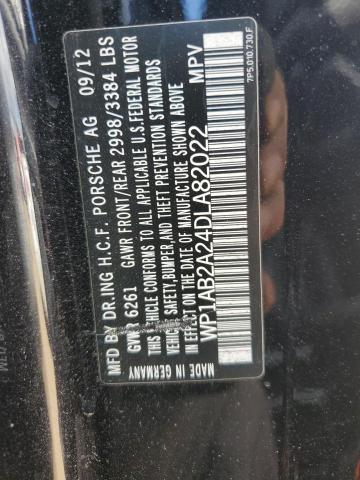 MFD BY DR.ING H.C.F. PORSCHE AG 09/12
GVWR 6261 GAWR FRONT/REAR 2998/3384 LBS
THIS VEHICLE CONFORMS TO ALL APPLICABLE U.S.FEDERAL MOTOR
VEHICLE SAFETY,BUMPER,AND THEFT PREVENTION STANDARDS
IN EFFECT ON THE DATE OF MANUFACTURE SHOWN ABOVE
WP1AB2A24DLA82022 MPV
MADE IN GERMANY
7P5.010.730.F